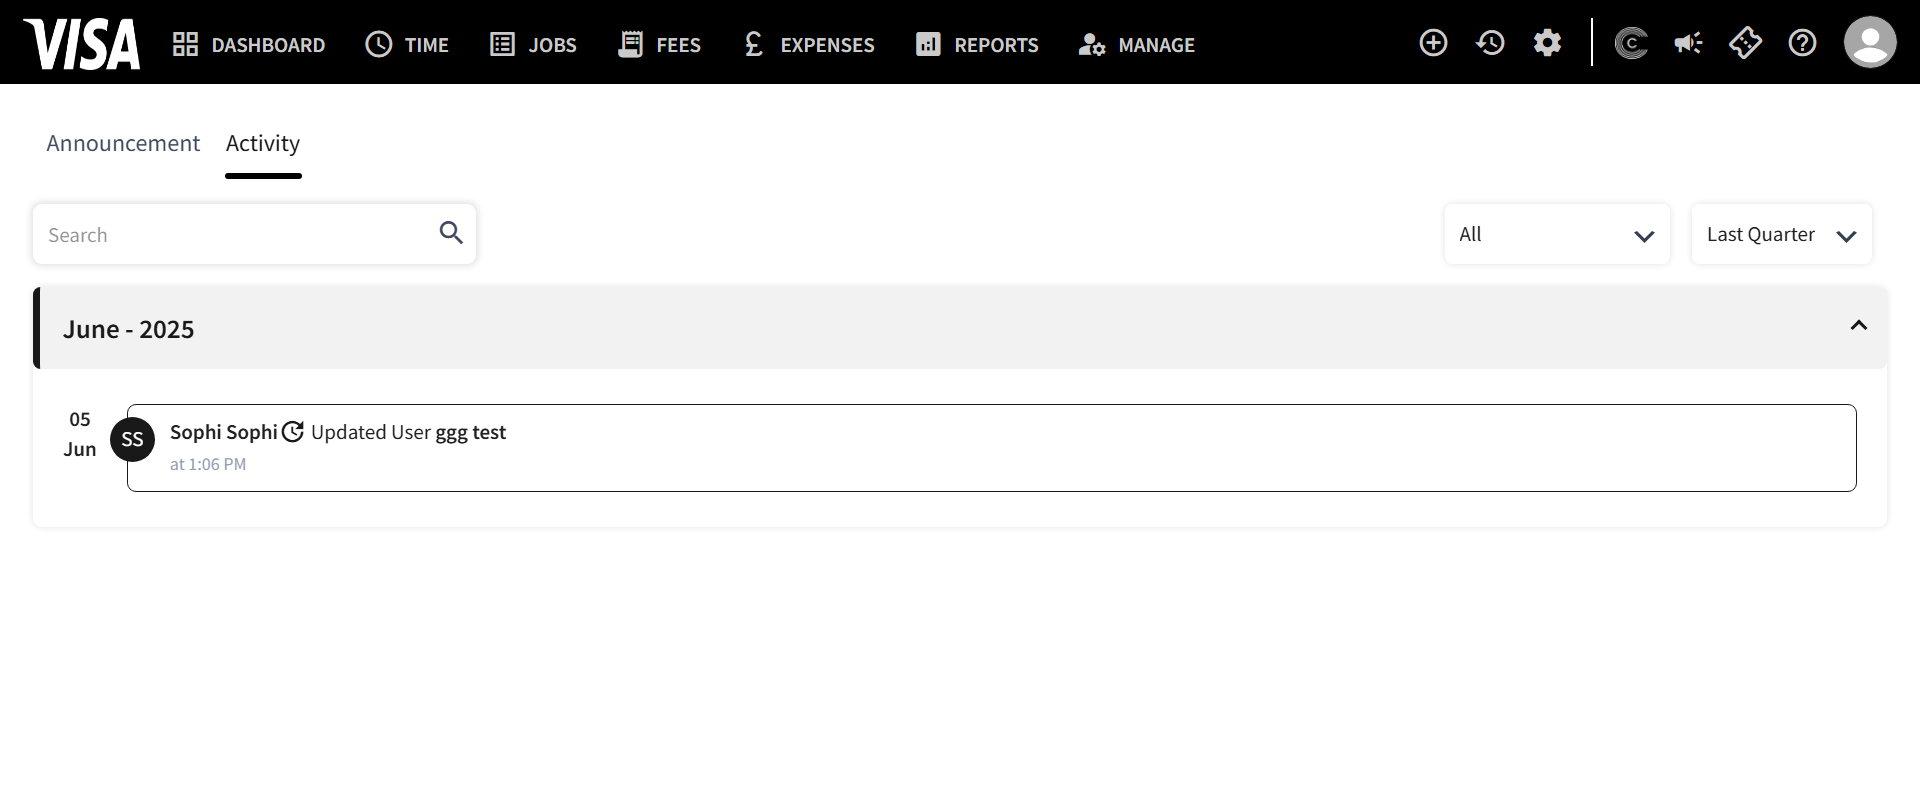 VISA
DASHBOARD
TIME
JOBS
FEES
£ EXPENSES
REPORTS
MANAGE
C
Announcement
Activity
Search
All
Last Quarter
June - 2025
05
Jun
SS
Sophi Sophi Updated User ggg test
at 1:06 PM